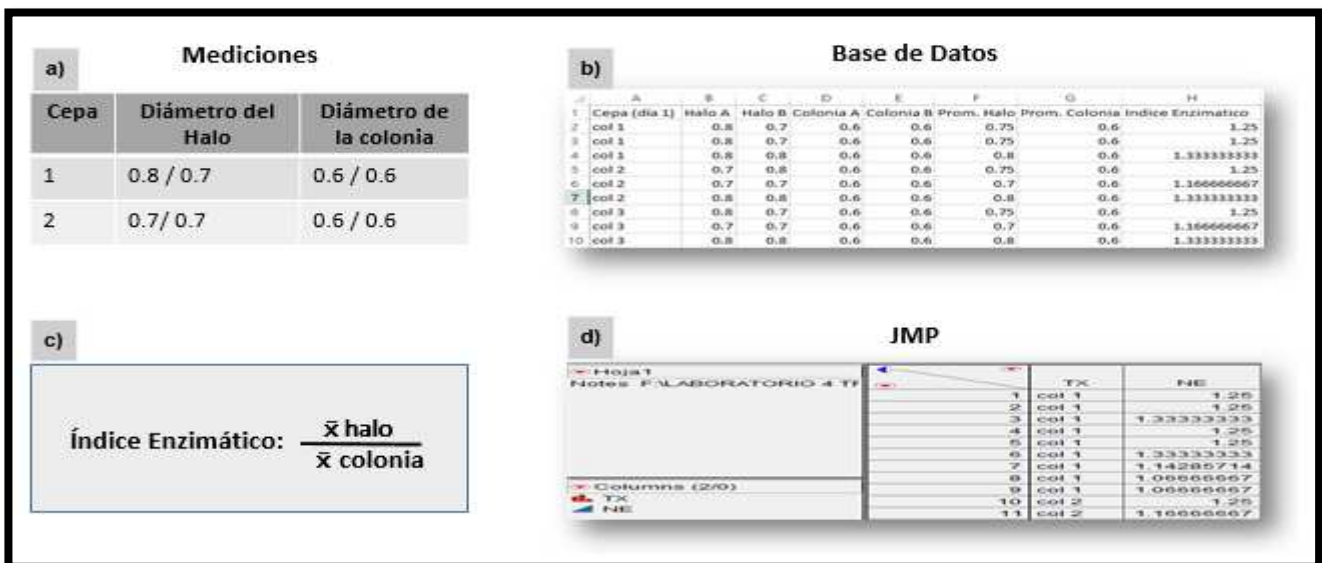 a)
Mediciones
Cepa Diámetro del Halo Diámetro de la colonia
1 0.8 / 0.7 0.6 / 0.6
2 0.7/ 0.7 0.6 / 0.6
b)
Base de Datos
A B C D E F G H
1 Cepa (día 1) Halo A Halo B Colonia A Colonia B Prom. Halo Prom. Colonia Indice Enzimatico
2 col 1 0.8 0.7 0.6 0.6 0.75 0.6 1.25
3 col 1 0.8 0.7 0.6 0.6 0.75 0.6 1.25
4 col 1 0.8 0.8 0.6 0.6 0.8 0.6 1.333333333
5 col 2 0.7 0.8 0.6 0.6 0.75 0.6 1.25
6 col 2 0.7 0.7 0.6 0.6 0.7 0.6 1.166666667
7 col 2 0.8 0.8 0.6 0.6 0.8 0.6 1.333333333
8 col 3 0.8 0.7 0.6 0.6 0.75 0.6 1.25
9 col 3 0.7 0.7 0.6 0.6 0.7 0.6 1.166666667
10 col 3 0.8 0.8 0.6 0.6 0.8 0.6 1.333333333
c)
Índice Enzimático: x̄ halo
x̄ colonia
d)
JMP
Hoja1
Notes F:\LABORATORIO 4 TF
Columns (2/0)
TX
NE
TX NE
1 col 1 1.25
2 col 1 1.25
3 col 1 1.33333333
4 col 1 1.25
5 col 1 1.25
6 col 1 1.33333333
7 col 1 1.14285714
8 col 1 1.06666667
9 col 1 1.06666667
10 col 2 1.25
11 col 2 1.16666667